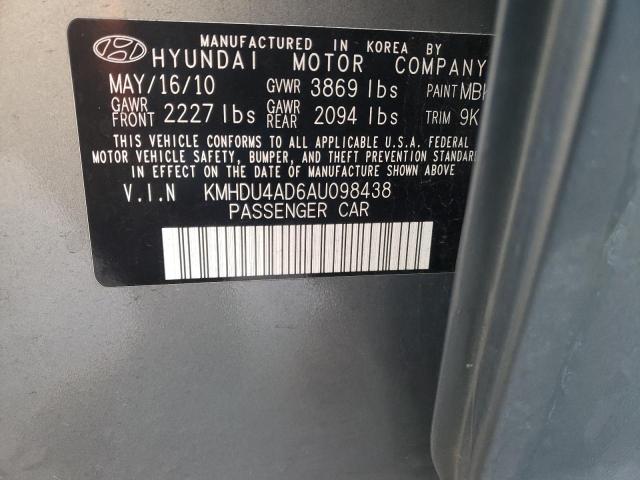 MANUFACTURED IN KOREA BY
HYUNDAI MOTOR COMPANY
MAY/16/10 GVWR 3869 lbs PAINT
GAWR FRONT 2227 lbs GAWR REAR 2094 lbs TRIM 9K
THIS VEHICLE CONFORMS TO ALL APPLICABLE U.S.A. FEDERAL
MOTOR VEHICLE SAFETY, BUMPER, AND THEFT PREVENTION STANDARD
IN EFFECT ON THE DATE OF MANUFACTURE SHOWN ABOVE.
V.I.N KMHDU4AD6AU098438
PASSENGER CAR